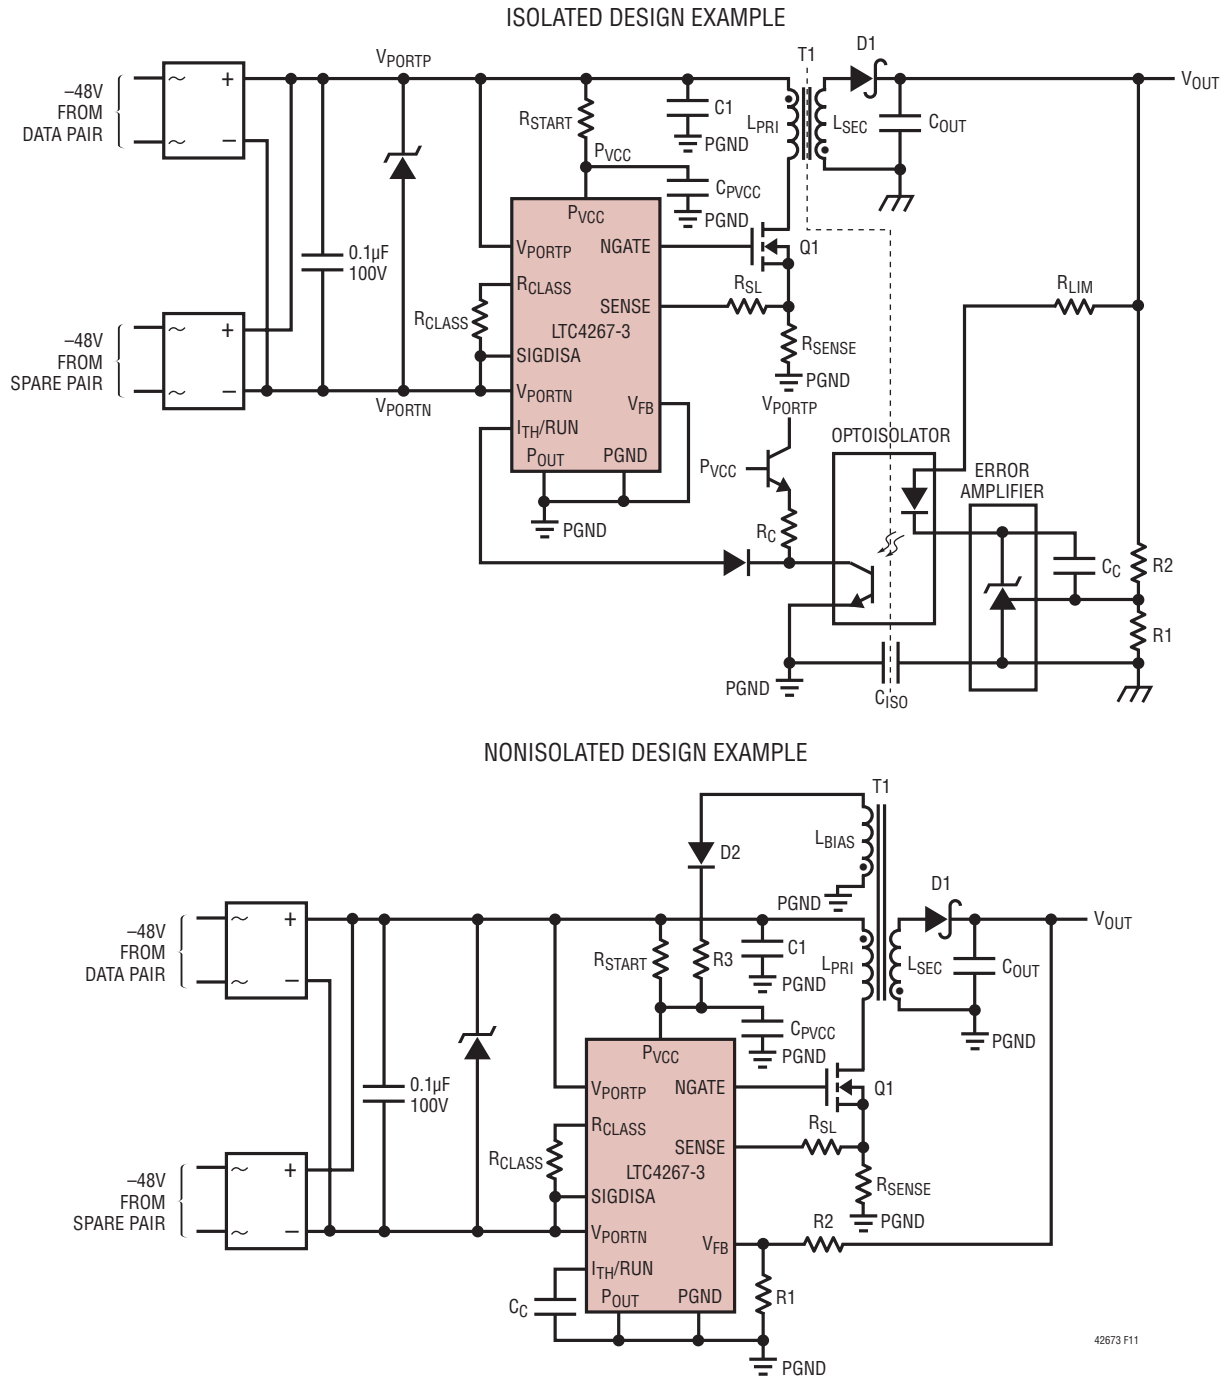 ISOLATED DESIGN EXAMPLE
VPORTP
T1
D1
VOUT
–48V
FROM
DATA PAIR
~
~
+
–
RSTART
C1
PGND
LPRI
LSEC
COUT
PVCC
CPVCC
PGND
PVCC
VPORTP
NGATE
Q1
0.1µF
100V
RCLASS
RCLASS
SENSE
RSL
RLIM
LTC4267-3
RSENSE
PGND
–48V
FROM
SPARE PAIR
~
~
+
–
SIGDISA
VPORTN
VPORTN
VFB
VPORTP
ITH/RUN
POUT
PGND
PVCC
OPTOISOLATOR
ERROR
AMPLIFIER
PGND
RC
CC
R2
R1
PGND
CISO
NONISOLATED DESIGN EXAMPLE
T1
LBIAS
D2
PGND
D1
VOUT
–48V
FROM
DATA PAIR
~
~
+
–
RSTART
R3
C1
PGND
LPRI
LSEC
COUT
PGND
CPVCC
PGND
PVCC
VPORTP
NGATE
Q1
0.1µF
100V
RCLASS
RCLASS
SENSE
RSL
LTC4267-3
RSENSE
PGND
–48V
FROM
SPARE PAIR
~
~
+
–
SIGDISA
VPORTN
VFB
R2
ITH/RUN
POUT
PGND
CC
R1
PGND
42673 F11